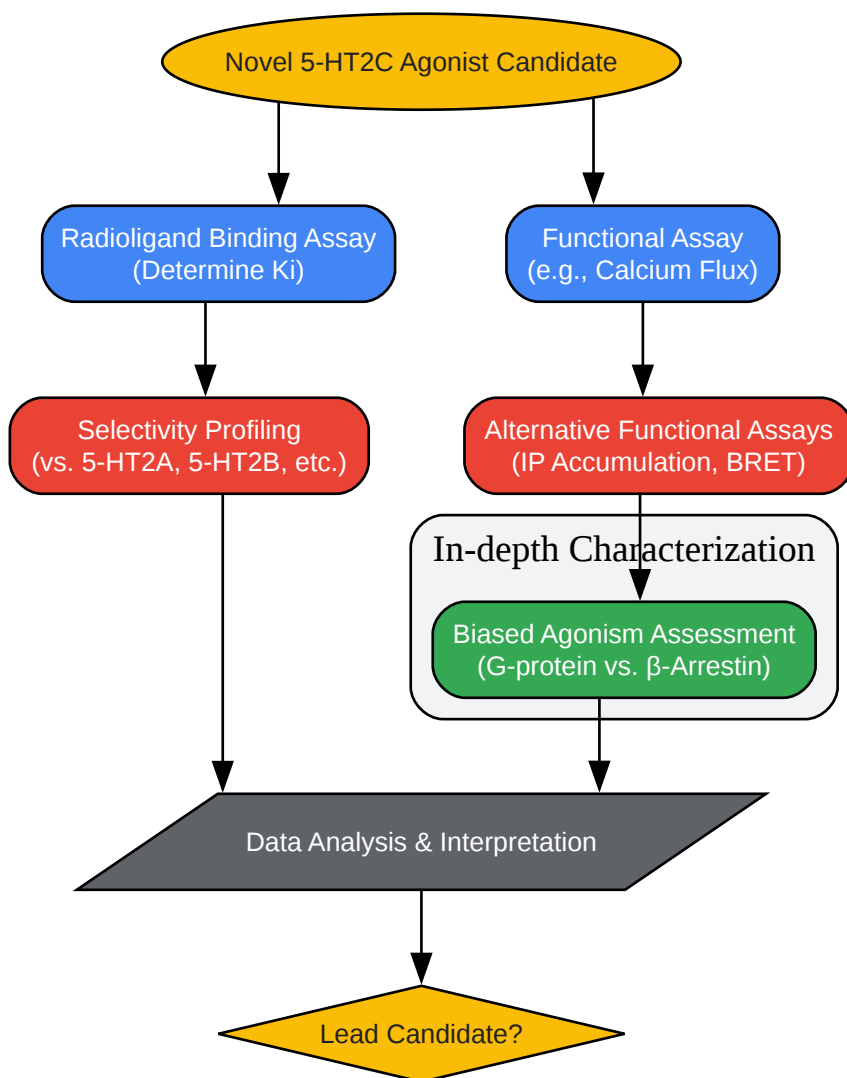 Novel 5-HT2C Agonist Candidate
Radioligand Binding Assay
(Determine Ki)
Functional Assay
(e.g., Calcium Flux)
Selectivity Profiling
(vs. 5-HT2A, 5-HT2B, etc.)
Alternative Functional Assays
(IP Accumulation, BRET)
In-depth Characterization
Biased Agonism Assessment
(G-protein vs. β-Arrestin)
Data Analysis & Interpretation
Lead Candidate?